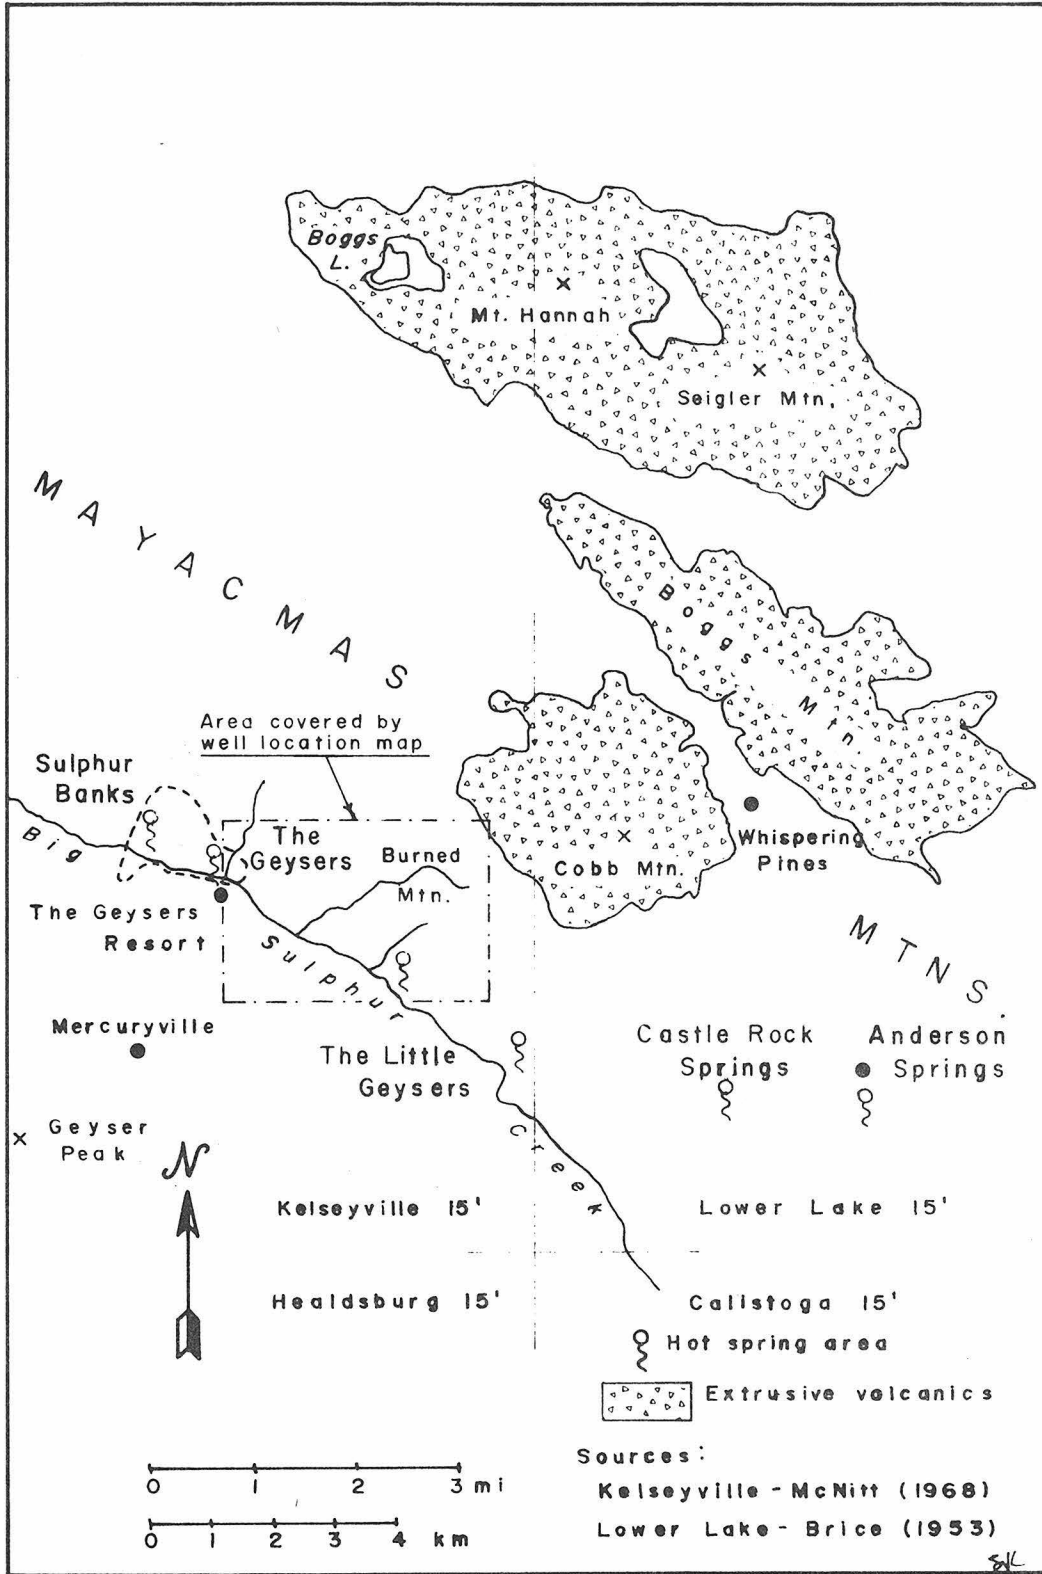 Boggs
L.
Mt. Hannah
Seigler Mtn.
MAYACMAS
Boggs Mtn.
Area covered by
well location map
Sulphur
Banks
The
Geysers
Burned
Mtn.
Cobb Mtn.
Whispering
Pines
Big Sulphur Creek
The Geysers
Resort
MTNS.
Mercuryville
The Little
Geysers
Castle Rock
Springs
Anderson
Springs
Geyser
Peak
N
Kelseyville 15'
Lower Lake 15'
Healdsburg 15'
Calistoga 15'
Hot spring area
Extrusive volcanics
0 1 2 3 mi
0 1 2 3 4 km
Sources:
Kelseyville - McNitt (1968)
Lower Lake - Brice (1953)